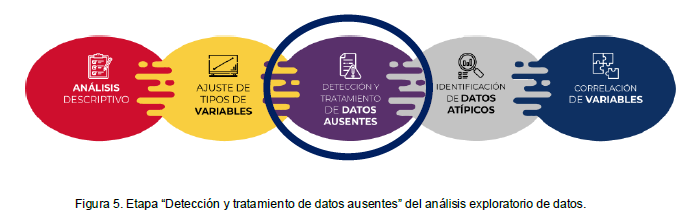 ANÁLISIS
DESCRIPTIVO
AJUSTE DE
TIPOS DE
VARIABLES
DETECCIÓN Y
TRATAMIENTO
DE DATOS
AUSENTES
IDENTIFICACIÓN
DE DATOS
ATÍPICOS
CORRELACIÓN
DE VARIABLES
Figura 5. Etapa “Detección y tratamiento de datos ausentes” del análisis exploratorio de datos.